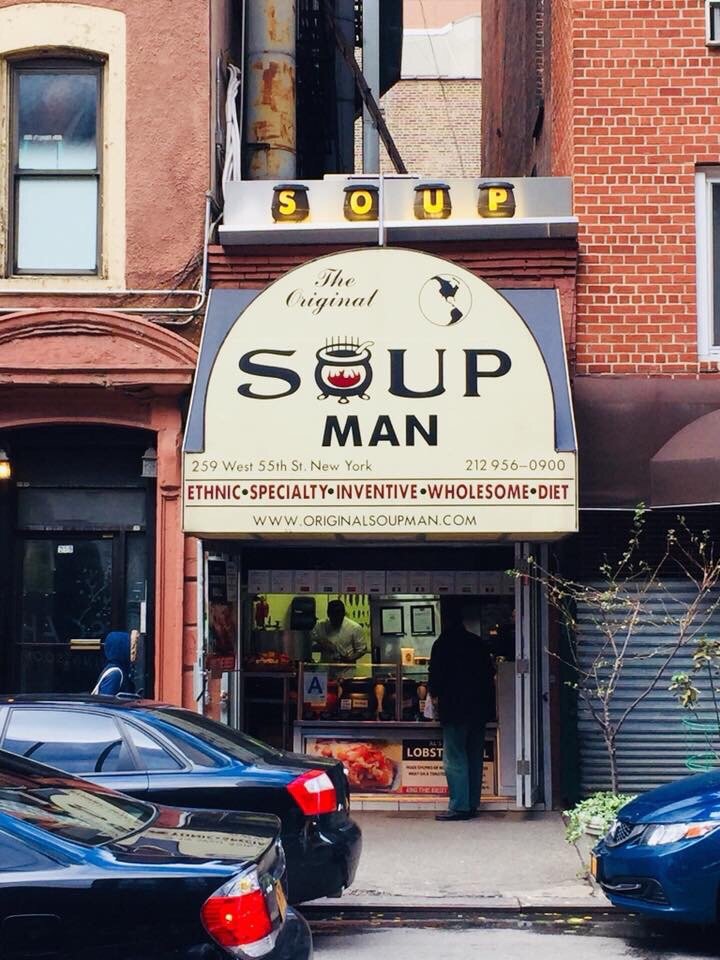 SOUP
The
Original
SOUP
MAN
259 West 55th St. New York 212 956-0900
ETHNIC•SPECIALTY•INVENTIVE•WHOLESOME•DIET
WWW.ORIGINALSOUPMAN.COM
A
LOBST